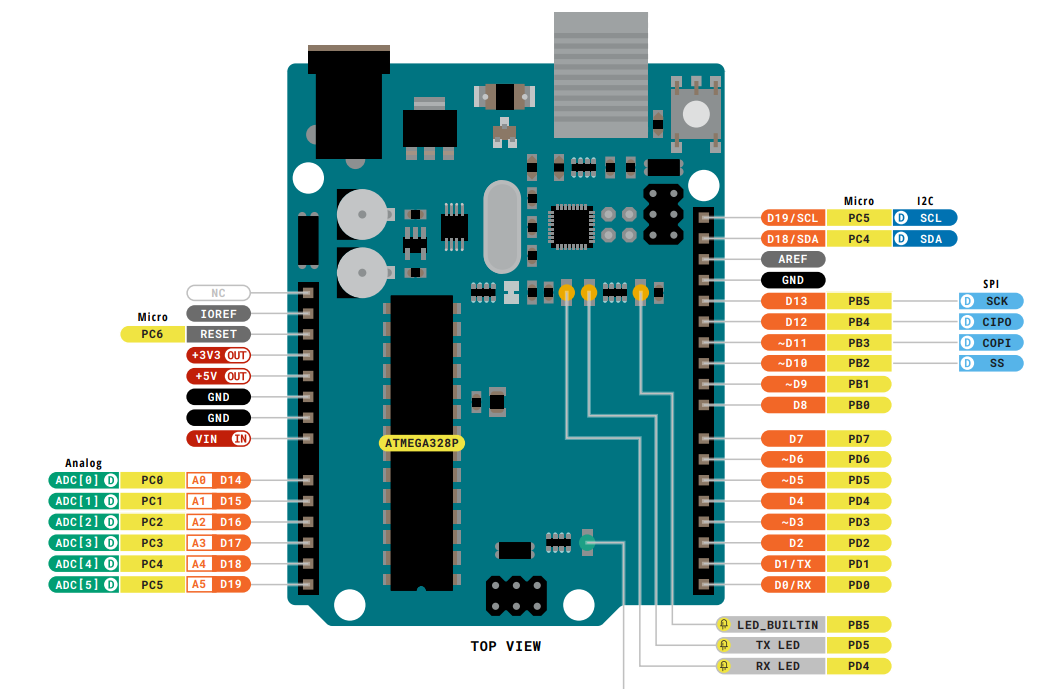 Micro I2C
D19/SCL PC5 D SCL
D18/SDA PC4 D SDA
AREF
GND
SPI
D13 PB5 D SCK
D12 PB4 D CIPO
~D11 PB3 D COPI
~D10 PB2 D SS
~D9 PB1
D8 PB0
D7 PD7
~D6 PD6
~D5 PD5
D4 PD4
~D3 PD3
D2 PD2
D1/TX PD1
D0/RX PD0
LED_BUILTIN PB5
TX LED PD5
RX LED PD4
NC
IOREF
Micro
PC6 RESET
+3V3 OUT
+5V OUT
GND
GND
VIN IN
Analog
ADC[0] D PC0 A0 D14
ADC[1] D PC1 A1 D15
ADC[2] D PC2 A2 D16
ADC[3] D PC3 A3 D17
ADC[4] D PC4 A4 D18
ADC[5] D PC5 A5 D19
ATMEGA328P
TOP VIEW